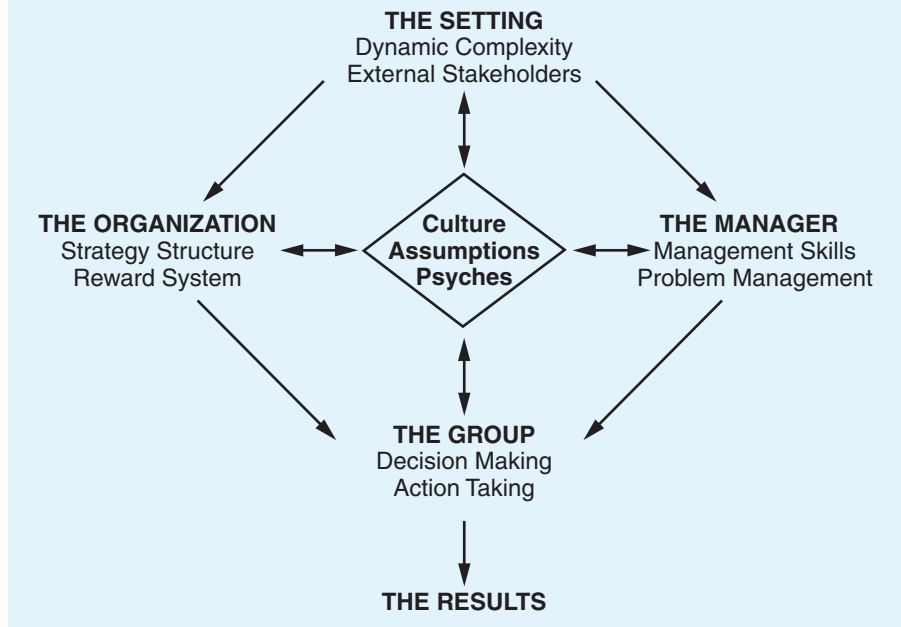 THE SETTING
Dynamic Complexity
External Stakeholders
THE ORGANIZATION
Strategy Structure
Reward System
Culture
Assumptions
Psyches
THE MANAGER
Management Skills
Problem Management
THE GROUP
Decision Making
Action Taking
THE RESULTS